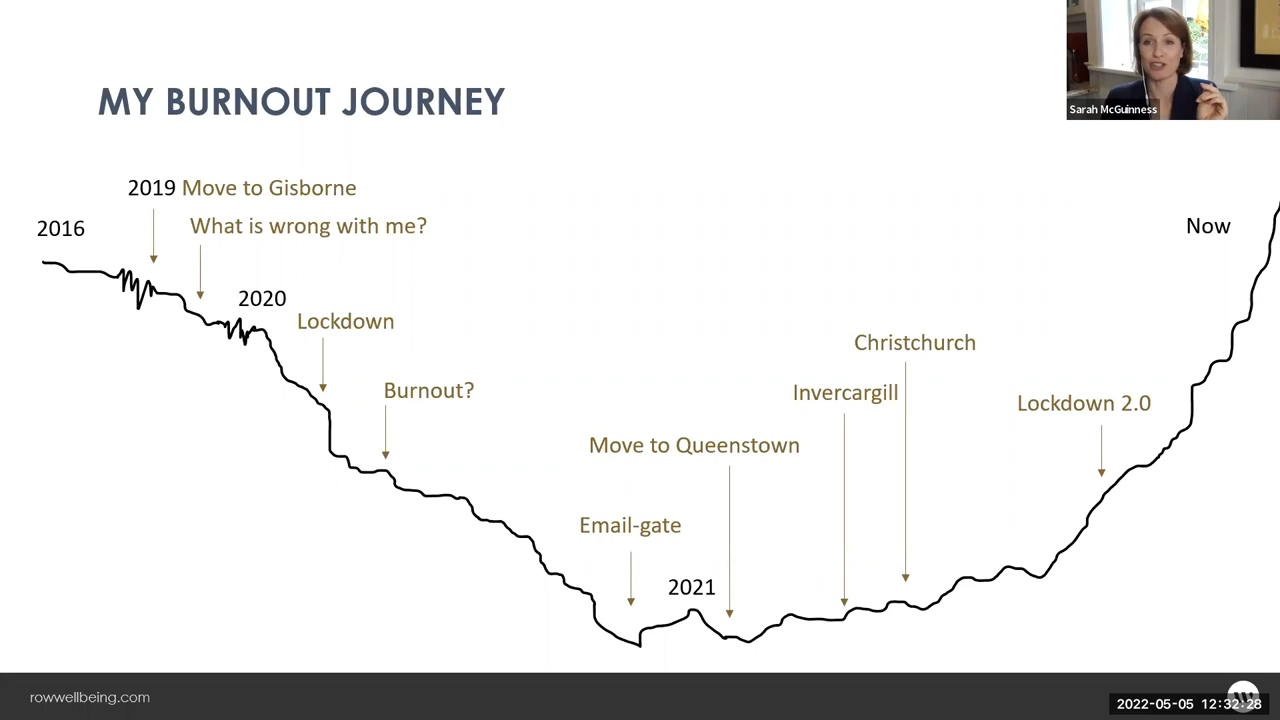 MY BURNOUT JOURNEY
Sarah McGuinness
2019 Move to Gisborne
2016
What is wrong with me?
Now
2020
Lockdown
Christchurch
Burnout?
Invercargill
Lockdown 2.0
Move to Queenstown
Email-gate
2021
rowwellbeing.com
2022-05-05 12:32:28